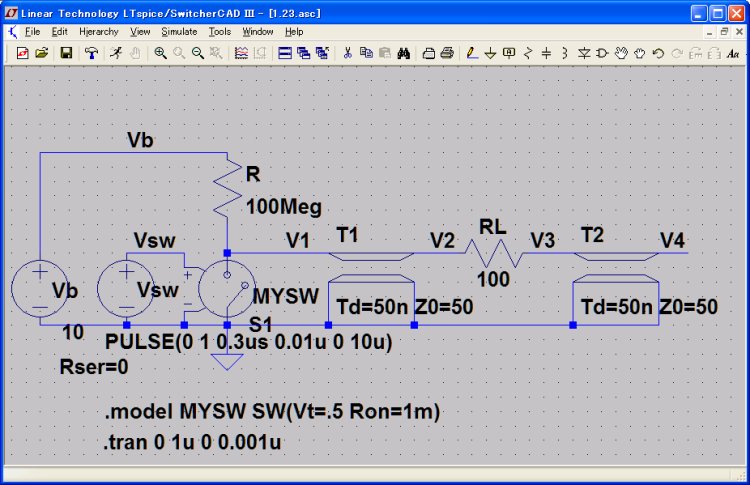 Linear Technology LTspice/SwitcherCAD III - [1.23.asc]
File Edit Hjerarchy View Simulate Tools Window Help
Aa
Vb
R
100Meg
Vsw
V1
T1
V2
RL
V3
T2
V4
100
Vb
Vsw
MYSW
Td=50n Z0=50
Td=50n Z0=50
10
S1
PULSE(0 1 0.3us 0.01u 0 10u)
Rser=0
.model MYSW SW(Vt=.5 Ron=1m)
.tran 0 1u 0 0.001u